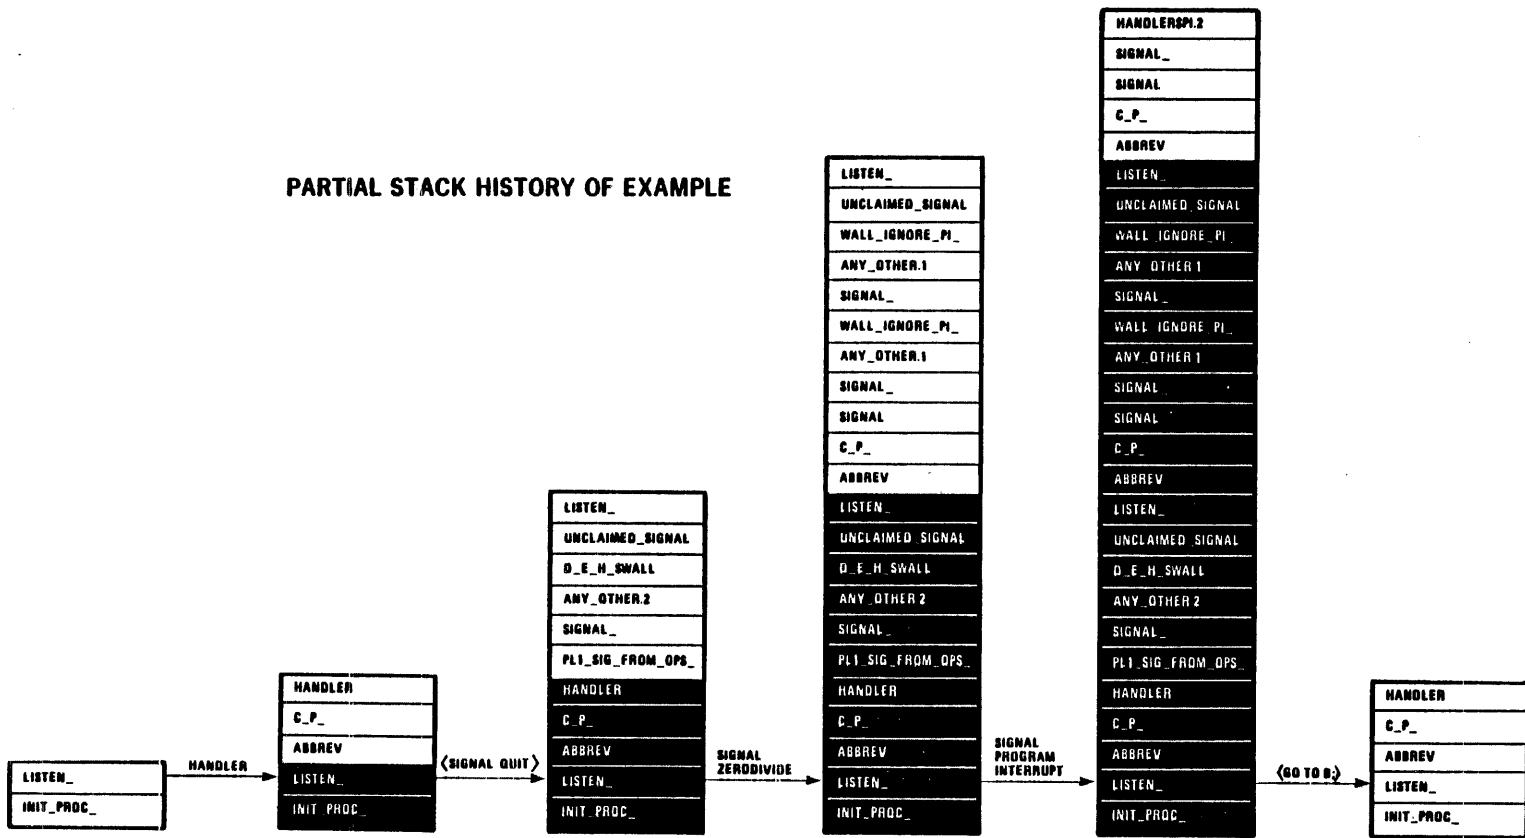 PARTIAL STACK HISTORY OF EXAMPLE
LISTEN_
INIT_PROC_
HANDLER
HANDLER
C_P_
ABBREV
LISTEN_
INIT_PROC_
〈SIGNAL QUIT〉
LISTEN_
UNCLAIMED_SIGNAL
D_E_H_SWALL
ANY_OTHER.2
SIGNAL_
PL1_SIG_FROM_OPS_
HANDLER
C_P_
ABBREV
LISTEN_
INIT_PROC_
SIGNAL
ZERODIVIDE
LISTEN_
UNCLAIMED_SIGNAL
WALL_IGNORE_PI_
ANY_OTHER.1
SIGNAL_
WALL_IGNORE_PI_
ANY_OTHER.1
SIGNAL_
SIGNAL
C_P_
ABBREV
LISTEN_
UNCLAIMED_SIGNAL
D_E_H_SWALL
ANY_OTHER 2
SIGNAL_
PL1_SIG_FROM_OPS_
HANDLER
C_P_
ABBREV
LISTEN_
INIT_PROC_
SIGNAL
PROGRAM
INTERRUPT
HANDLER$PI.2
SIGNAL_
SIGNAL
C_P_
ABBREV
LISTEN_
UNCLAIMED_SIGNAL
WALL_IGNORE_PI_
ANY_OTHER 1
SIGNAL_
WALL_IGNORE_PI_
ANY_OTHER 1
SIGNAL_
SIGNAL
C_P_
ABBREV
LISTEN_
UNCLAIMED_SIGNAL
D_E_H_SWALL
ANY_OTHER 2
SIGNAL_
PL1_SIG_FROM_OPS_
HANDLER
C_P_
ABBREV
LISTEN_
INIT_PROC_
〈GO TO B;〉
HANDLER
C_P_
ABBREV
LISTEN_
INIT_PROC_